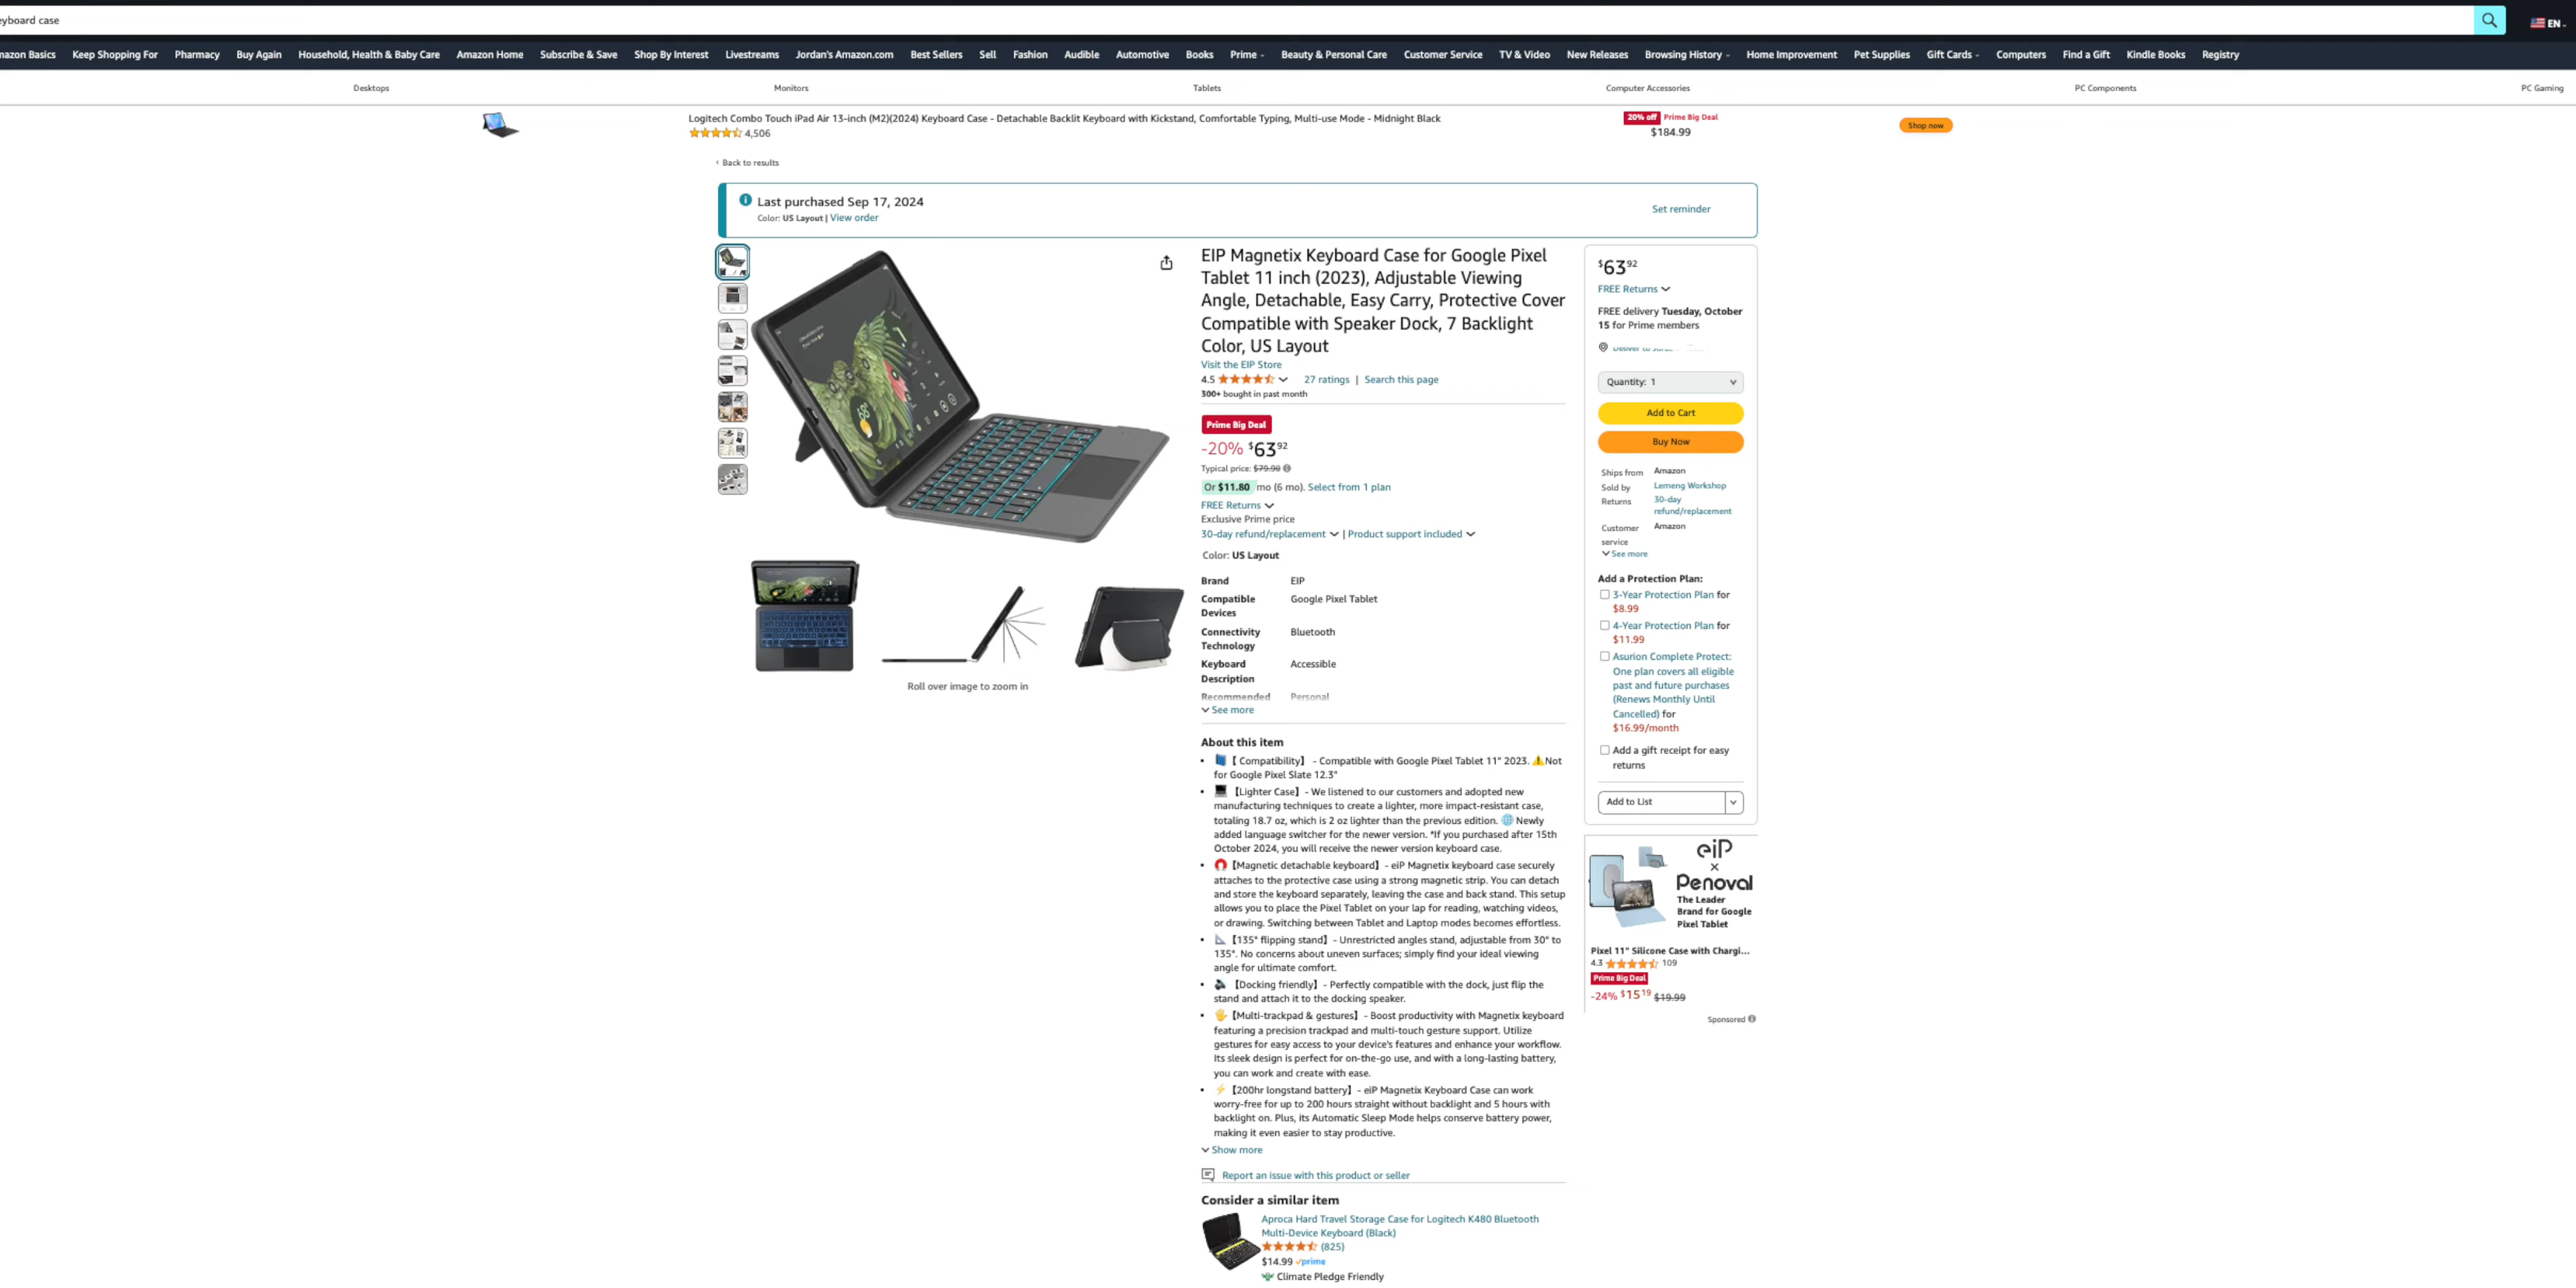 eyboard case
EN
mazon Basics Keep Shopping For Pharmacy Buy Again Household, Health & Baby Care Amazon Home Subscribe & Save Shop By Interest Livestreams Jordan's Amazon.com Best Sellers Sell Fashion Audible Automotive Books Prime Beauty & Personal Care Customer Service TV & Video New Releases Browsing History Home Improvement Pet Supplies Gift Cards Computers Find a Gift Kindle Books Registry
Desktops Monitors Tablets Computer Accessories PC Components PC Gaming
Logitech Combo Touch iPad Air 13-inch (M2)(2024) Keyboard Case - Detachable Backlit Keyboard with Kickstand, Comfortable Typing, Multi-use Mode - Midnight Black
4,506
20% off Prime Big Deal
$184.99
Shop now
‹ Back to results
Last purchased Sep 17, 2024
Color: US Layout | View order
Set reminder
EIP Magnetix Keyboard Case for Google Pixel
Tablet 11 inch (2023), Adjustable Viewing
Angle, Detachable, Easy Carry, Protective Cover
Compatible with Speaker Dock, 7 Backlight
Color, US Layout
Visit the EIP Store
4.5 27 ratings | Search this page
300+ bought in past month
Prime Big Deal
-20% $63 92
Typical price: $79.90
Or $11.80 mo (6 mo). Select from 1 plan
FREE Returns
Exclusive Prime price
30-day refund/replacement | Product support included
Color: US Layout
Brand EIP
Compatible Google Pixel Tablet
Devices
Connectivity Bluetooth
Technology
Keyboard Accessible
Description
Recommended Personal
See more
Roll over image to zoom in
About this item
• 【 Compatibility】 - Compatible with Google Pixel Tablet 11" 2023. ⚠️Not
for Google Pixel Slate 12.3"
• 【Lighter Case】 - We listened to our customers and adopted new
manufacturing techniques to create a lighter, more impact-resistant case,
totaling 18.7 oz, which is 2 oz lighter than the previous edition. 🌐 Newly
added language switcher for the newer version. *If you purchased after 15th
October 2024, you will receive the newer version keyboard case.
• 【Magnetic detachable keyboard】 - eiP Magnetix keyboard case securely
attaches to the protective case using a strong magnetic strip. You can detach
and store the keyboard separately, leaving the case and back stand. This setup
allows you to place the Pixel Tablet on your lap for reading, watching videos,
or drawing. Switching between Tablet and Laptop modes becomes effortless.
• 【135° flipping stand】 - Unrestricted angles stand, adjustable from 30° to
135°. No concerns about uneven surfaces; simply find your ideal viewing
angle for ultimate comfort.
• 【Docking friendly】 - Perfectly compatible with the dock, just flip the
stand and attach it to the docking speaker.
• 【Multi-trackpad & gestures】 - Boost productivity with Magnetix keyboard
featuring a precision trackpad and multi-touch gesture support. Utilize
gestures for easy access to your device's features and enhance your workflow.
Its sleek design is perfect for on-the-go use, and with a long-lasting battery,
you can work and create with ease.
• 【200hr longstand battery】 - eiP Magnetix Keyboard Case can work
worry-free for up to 200 hours straight without backlight and 5 hours with
backlight on. Plus, its Automatic Sleep Mode helps conserve battery power,
making it even easier to stay productive.
Show more
Report an issue with this product or seller
Consider a similar item
Aproca Hard Travel Storage Case for Logitech K480 Bluetooth
Multi-Device Keyboard (Black)
(825)
$14.99 prime
Climate Pledge Friendly
$63 92
FREE Returns
FREE delivery Tuesday, October
15 for Prime members
Quantity: 1
Add to Cart
Buy Now
Ships from Amazon
Sold by Lemeng Workshop
Returns 30-day
refund/replacement
Customer Amazon
service
See more
Add a Protection Plan:
3-Year Protection Plan for
$8.99
4-Year Protection Plan for
$11.99
Asurion Complete Protect:
One plan covers all eligible
past and future purchases
(Renews Monthly Until
Cancelled) for
$16.99/month
Add a gift receipt for easy
returns
Add to List
eiP
×
Penoval
The Leader
Brand for Google
Pixel Tablet
Pixel 11" Silicone Case with Chargi...
4.3 109
Prime Big Deal
-24% $15 19 $19.99
Sponsored